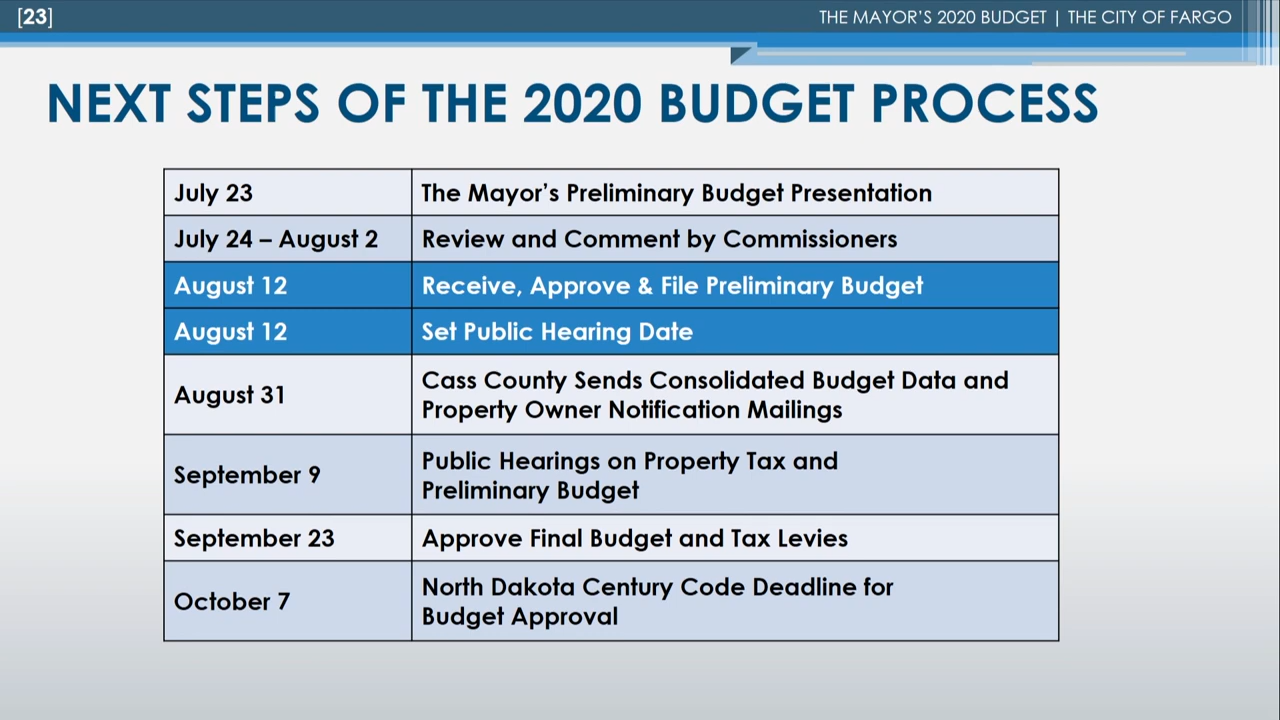 [23]
THE MAYOR'S 2020 BUDGET | THE CITY OF FARGO
NEXT STEPS OF THE 2020 BUDGET PROCESS
July 23
The Mayor's Preliminary Budget Presentation
July 24 – August 2
Review and Comment by Commissioners
August 12
Receive, Approve & File Preliminary Budget
August 12
Set Public Hearing Date
August 31
Cass County Sends Consolidated Budget Data and
Property Owner Notification Mailings
September 9
Public Hearings on Property Tax and
Preliminary Budget
September 23
Approve Final Budget and Tax Levies
October 7
North Dakota Century Code Deadline for
Budget Approval